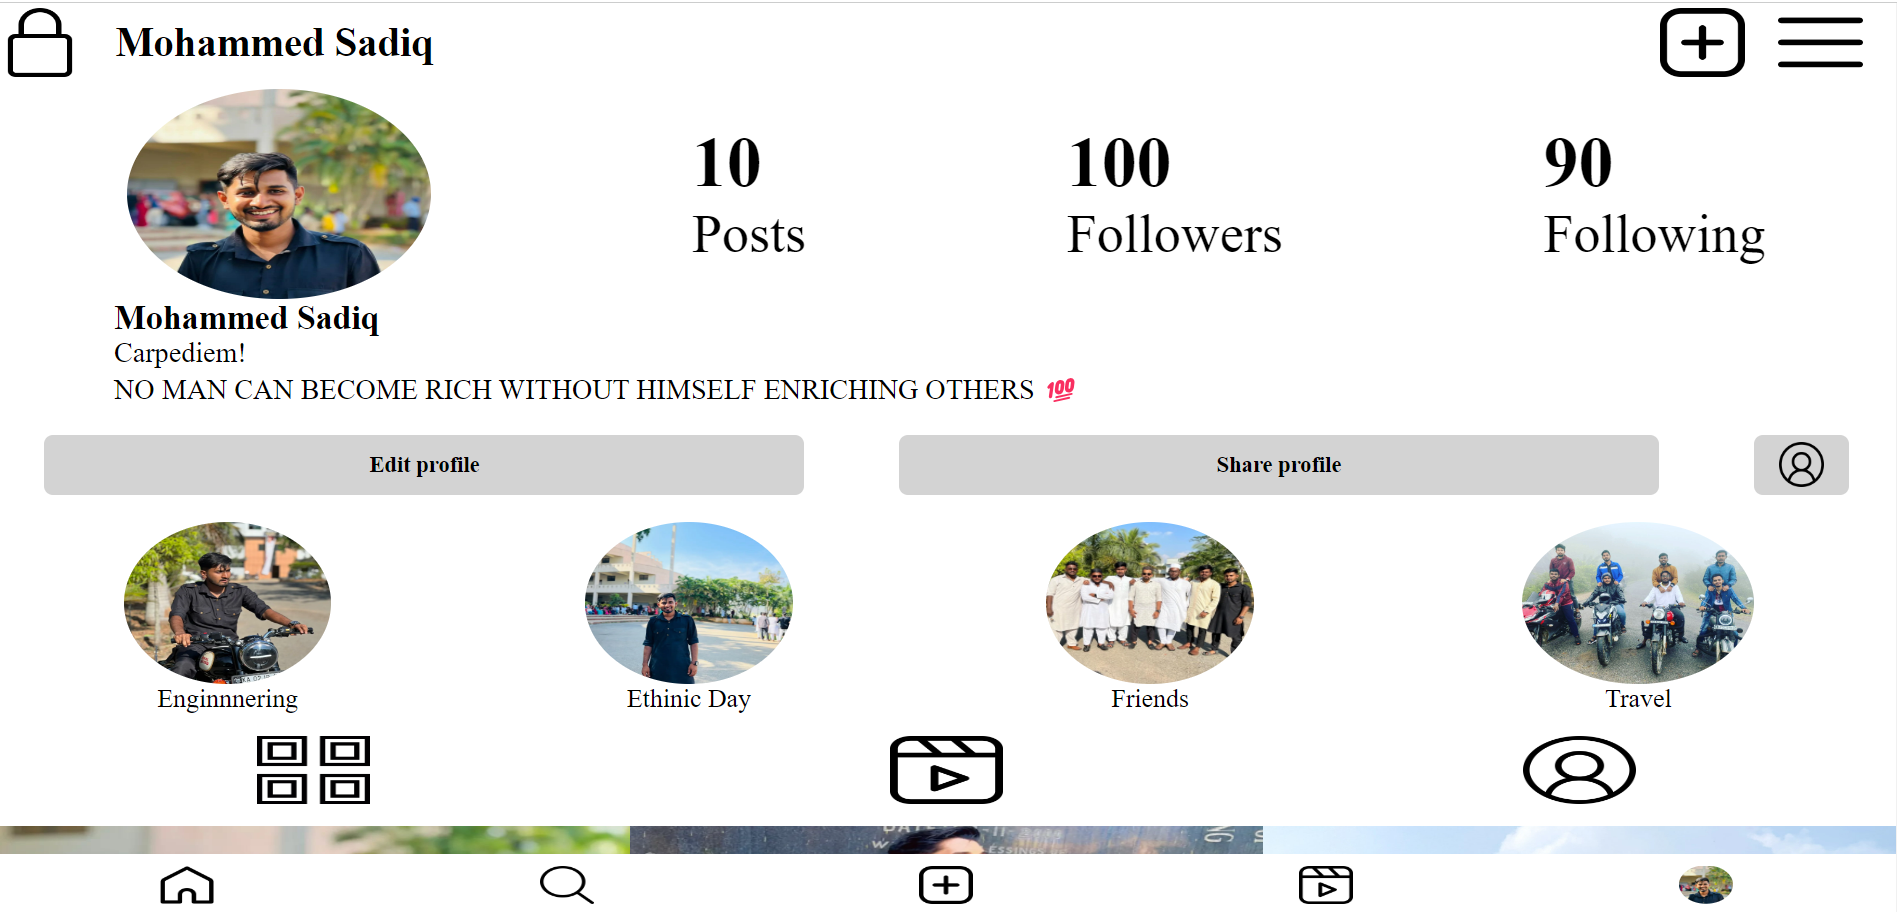 Mohammed Sadiq
10 100 90
Posts Followers Following
Mohammed Sadiq
Carpediem!
NO MAN CAN BECOME RICH WITHOUT HIMSELF ENRICHING OTHERS 💯
Edit profile Share profile
Enginnnering Ethinic Day Friends Travel